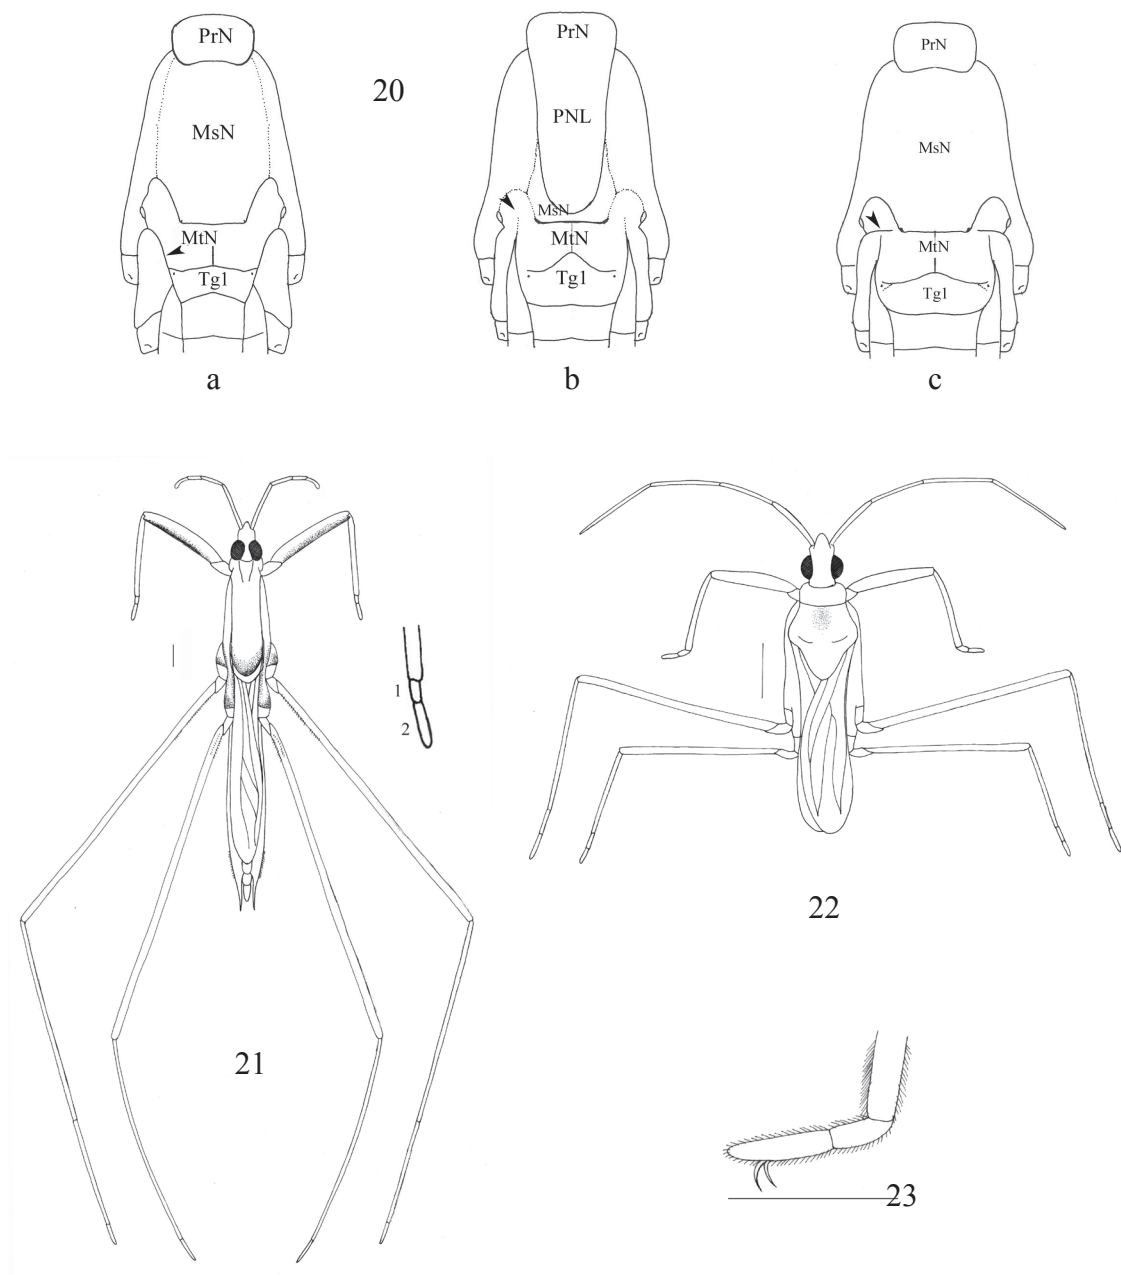 PrN PrN PrN
20
MsN PNL MsN
MsN
MtN MtN MtN
Tg1 Tg1 Tg1
a b c
1
2
22
21
23